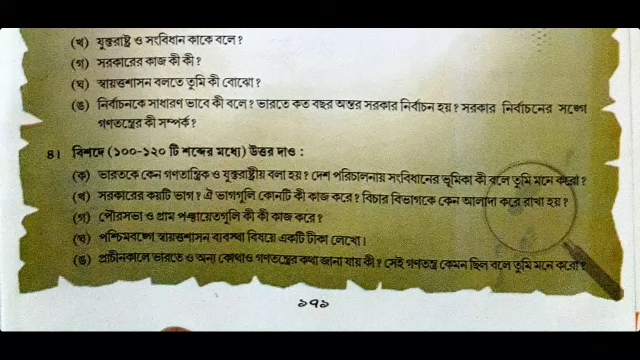 (খ) যুক্তরাষ্ট্র ও সংবিধান কাকে বলে?
(গ) সরকারের কাজ কী কী?
(ঘ) স্বায়ত্তশাসন বলতে তুমি কী বোঝো?
(ঙ) নির্বাচনকে সাধারণ ভাবে কী বলে? ভারতে কত বছর অন্তর সরকার নির্বাচন হয়? সরকার নির্বাচনের সঙ্গে
গণতন্ত্রের কী সম্পর্ক?
৪। বিশদে (১০০-১২০ টি শব্দের মধ্যে) উত্তর দাও :
(ক) ভারতকে কেন গণতান্ত্রিক ও যুক্তরাষ্ট্রীয় বলা হয়? দেশ পরিচালনায় সংবিধানের ভূমিকা কী বলে তুমি মনে করো?
(খ) সরকারের কয়টি ভাগ? ঐ ভাগগুলি কোনটি কী কাজ করে? বিচার বিভাগকে কেন আলাদা করে রাখা হয়?
(গ) পৌরসভা ও গ্রাম পঞ্চায়েতগুলি কী কী কাজ করে?
(ঘ) পশ্চিমবঙ্গে স্বায়ত্তশাসন ব্যবস্থা বিষয়ে একটি টীকা লেখো।
(ঙ) প্রাচীনকালে ভারতে ও অন্য কোথাও গণতন্ত্রের কথা জানা যায় কী? সেই গণতন্ত্র কেমন ছিল বলে তুমি মনে করো?
১৭১